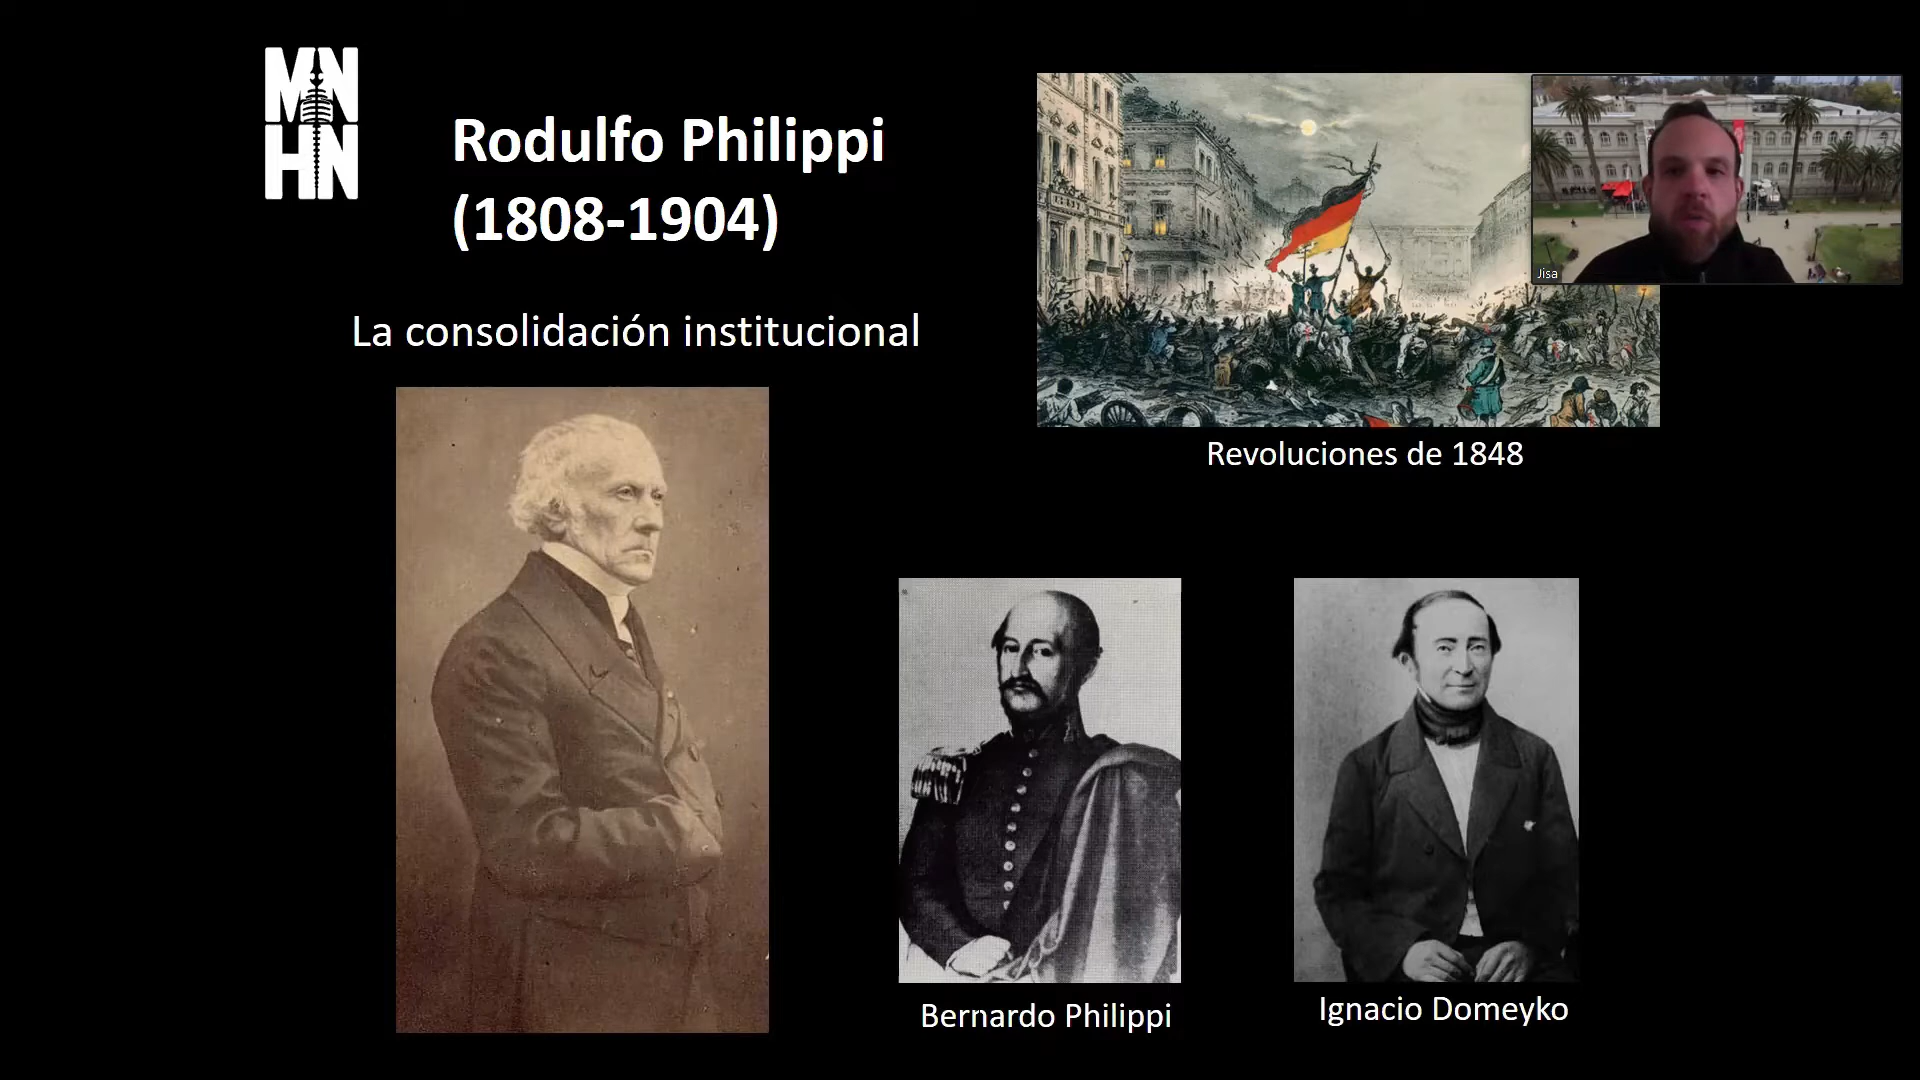 MN
HN
Rodulfo Philippi
(1808-1904)
La consolidación institucional
Jisa
Revoluciones de 1848
Bernardo Philippi
Ignacio Domeyko